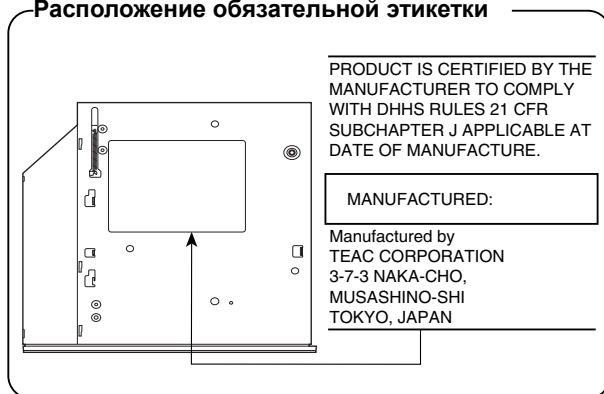 Расположение обязательной этикетки
PRODUCT IS CERTIFIED BY THE
MANUFACTURER TO COMPLY
WITH DHHS RULES 21 CFR
SUBCHAPTER J APPLICABLE AT
DATE OF MANUFACTURE.
MANUFACTURED:
Manufactured by
TEAC CORPORATION
3-7-3 NAKA-CHO,
MUSASHINO-SHI
TOKYO, JAPAN